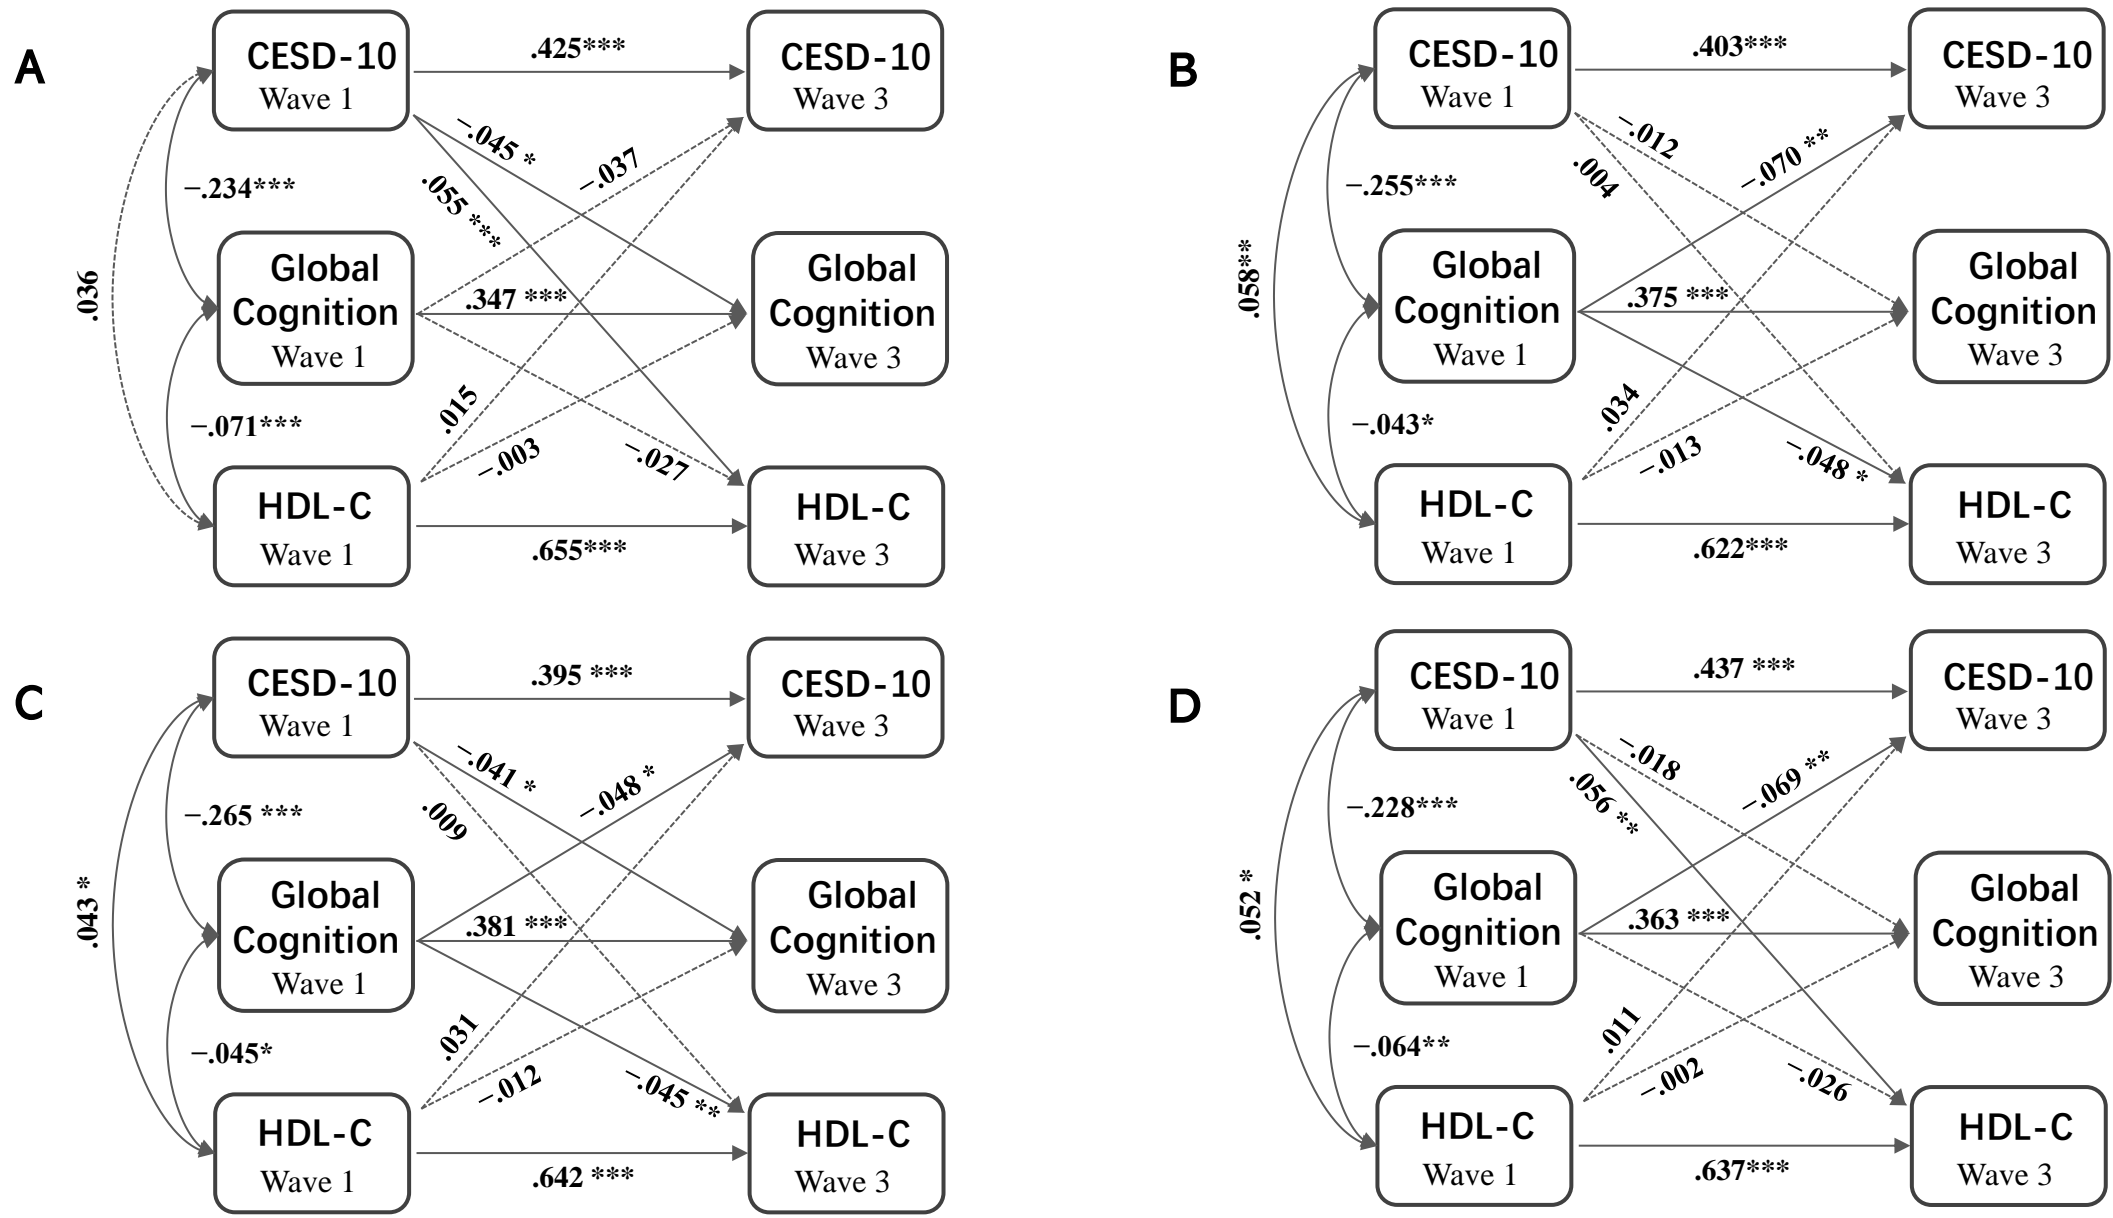 A
CESD-10
Wave 1
.425***
CESD-10
Wave 3
−.045 *
−.037
.055 ***
−.234***
.036
Global
Cognition
Wave 1
.347 ***
Global
Cognition
Wave 3
−.071***
.015
−.003
−.027
HDL-C
Wave 1
.655***
HDL-C
Wave 3
B
CESD-10
Wave 1
.403***
CESD-10
Wave 3
−.012
−.070 **
.004
−.255***
.058**
Global
Cognition
Wave 1
.375 ***
Global
Cognition
Wave 3
−.043*
.034
−.013
−.048 *
HDL-C
Wave 1
.622***
HDL-C
Wave 3
C
CESD-10
Wave 1
.395 ***
CESD-10
Wave 3
−.041 *
−.048 *
.009
−.265 ***
.043 *
Global
Cognition
Wave 1
.381 ***
Global
Cognition
Wave 3
−.045*
.031
−.012
−.045 **
HDL-C
Wave 1
.642 ***
HDL-C
Wave 3
D
CESD-10
Wave 1
.437 ***
CESD-10
Wave 3
−.018
−.069 **
.056 **
−.228***
.052 *
Global
Cognition
Wave 1
.363 ***
Global
Cognition
Wave 3
−.064**
.011
−.002
−.026
HDL-C
Wave 1
.637***
HDL-C
Wave 3